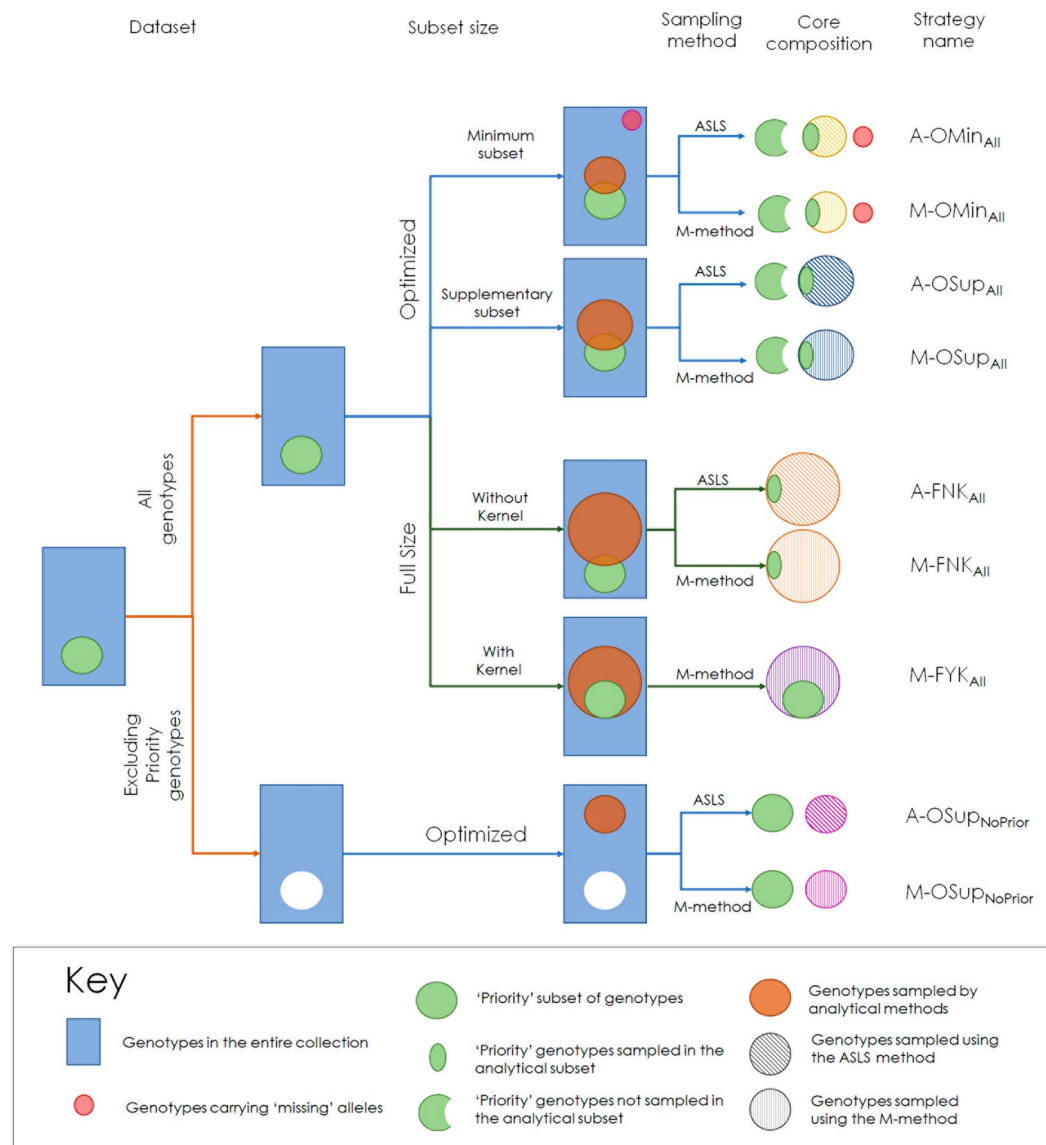 Dataset
Subset size
Sampling
method
Core
composition
Strategy
name
Minimum
subset
ASLS
A-OMinAll
M-method
M-OMinAll
Optimized
Supplementary
subset
ASLS
A-OSupAll
M-method
M-OSupAll
All
genotypes
Full Size
Without
Kernel
ASLS
A-FNKAll
M-method
M-FNKAll
With
Kernel
M-method
M-FYKAll
Excluding
Priority
genotypes
Optimized
ASLS
A-OSupNoPrior
M-method
M-OSupNoPrior
Key
Genotypes in the entire collection
Genotypes carrying ‘missing’ alleles
‘Priority’ subset of genotypes
‘Priority’ genotypes sampled in the
analytical subset
‘Priority’ genotypes not sampled in
the analytical subset
Genotypes sampled by
analytical methods
Genotypes sampled using
the ASLS method
Genotypes sampled
using the M-method